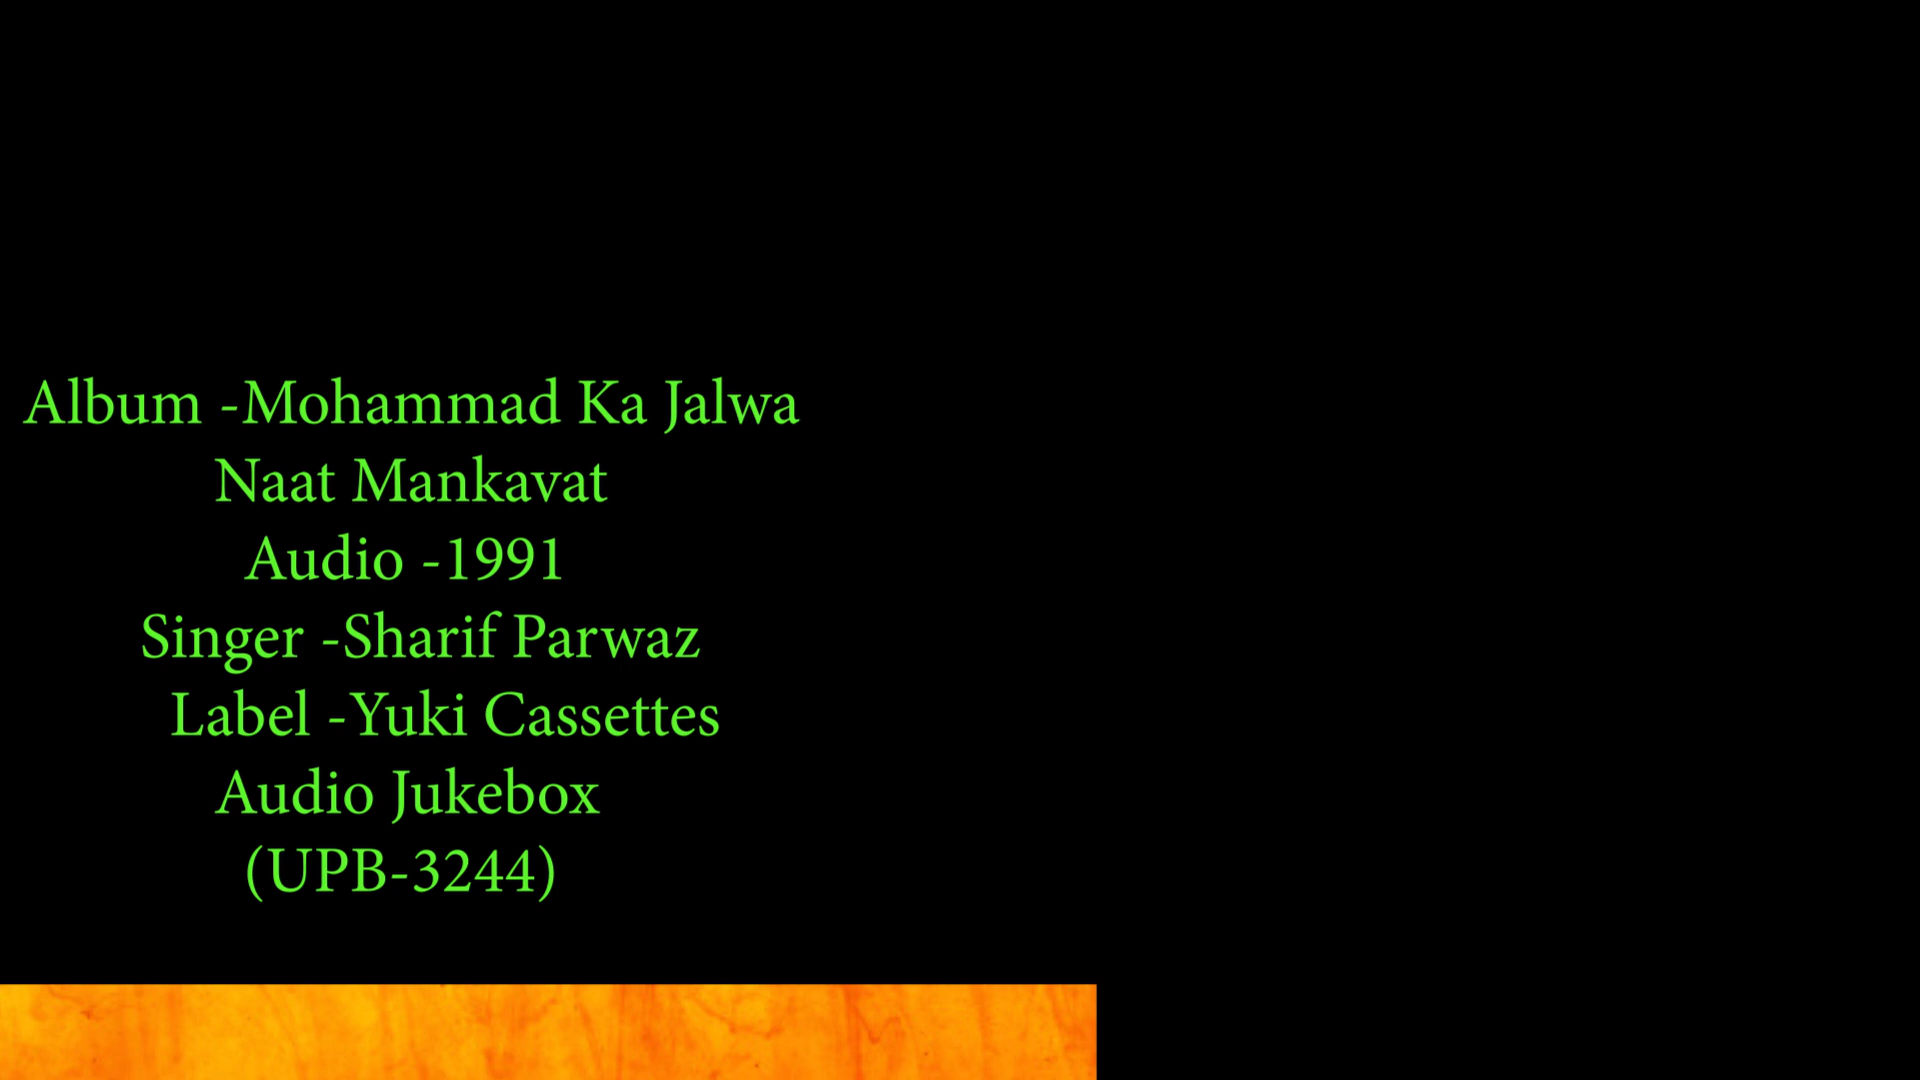 Album -Mohammad Ka Jalwa
Naat Mankavat
Audio -1991
Singer -Sharif Parwaz
Label -Yuki Cassettes
Audio Jukebox
(UPB-3244)